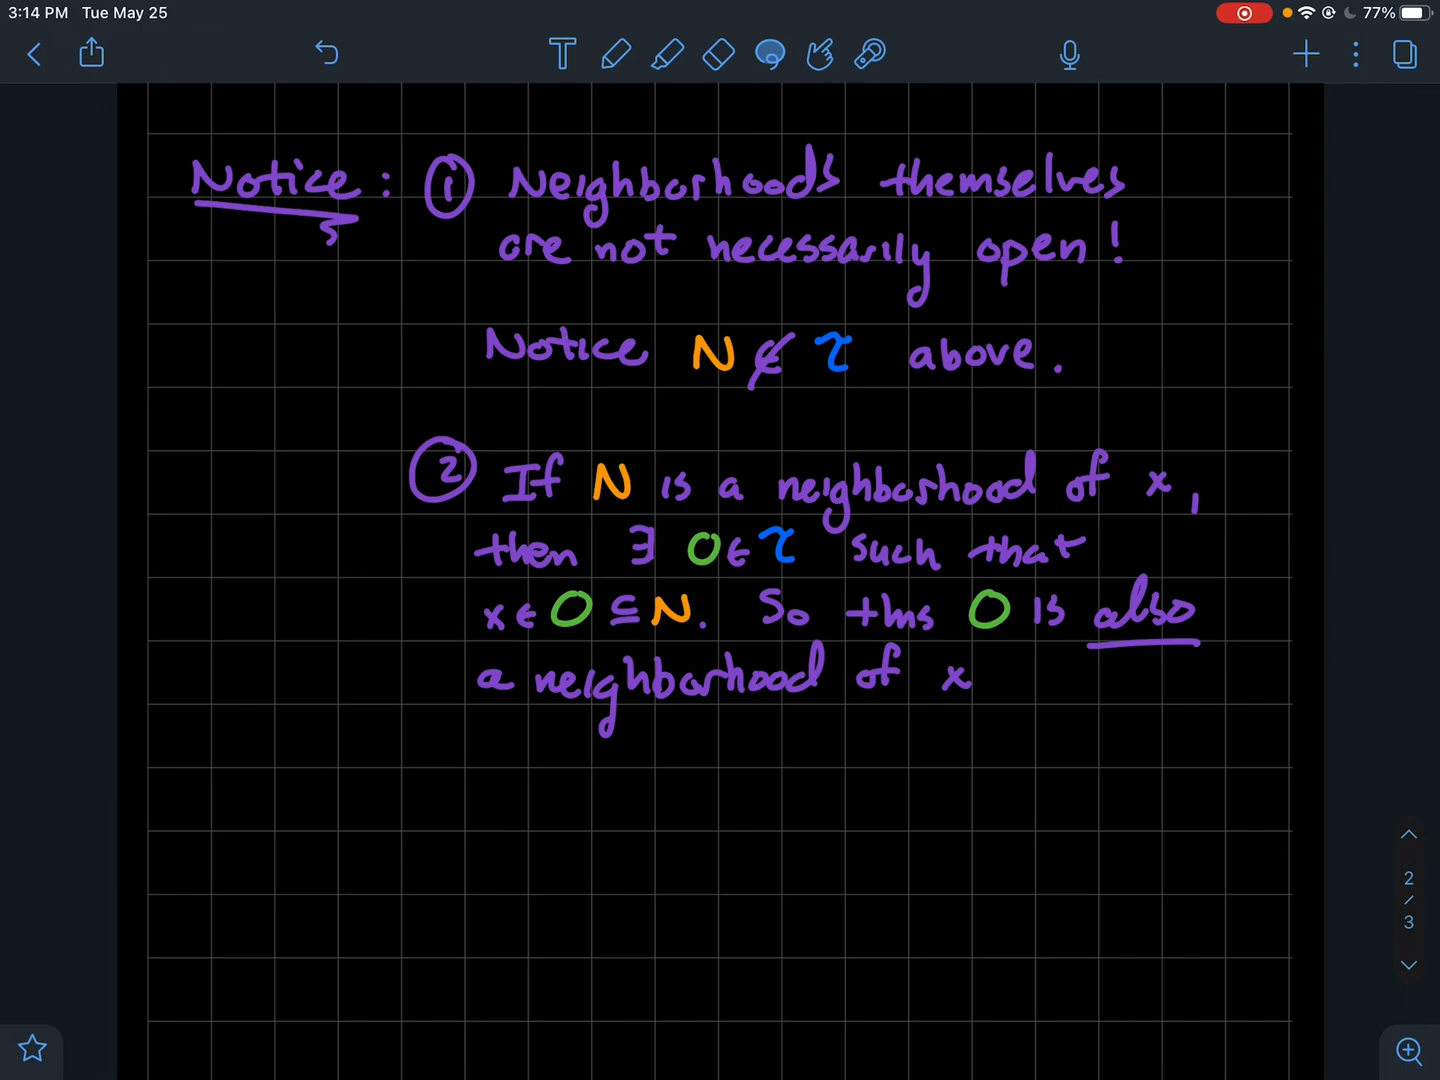 3:14 PM Tue May 25
77%
Notice: ① Neighborhoods themselves
are not necessarily open!
Notice N ∉ τ above.
② If N is a neighborhood of x,
then ∃ O ∈ τ such that
x ∈ O ⊆ N. So this O is also
a neighborhood of x
2
/
3